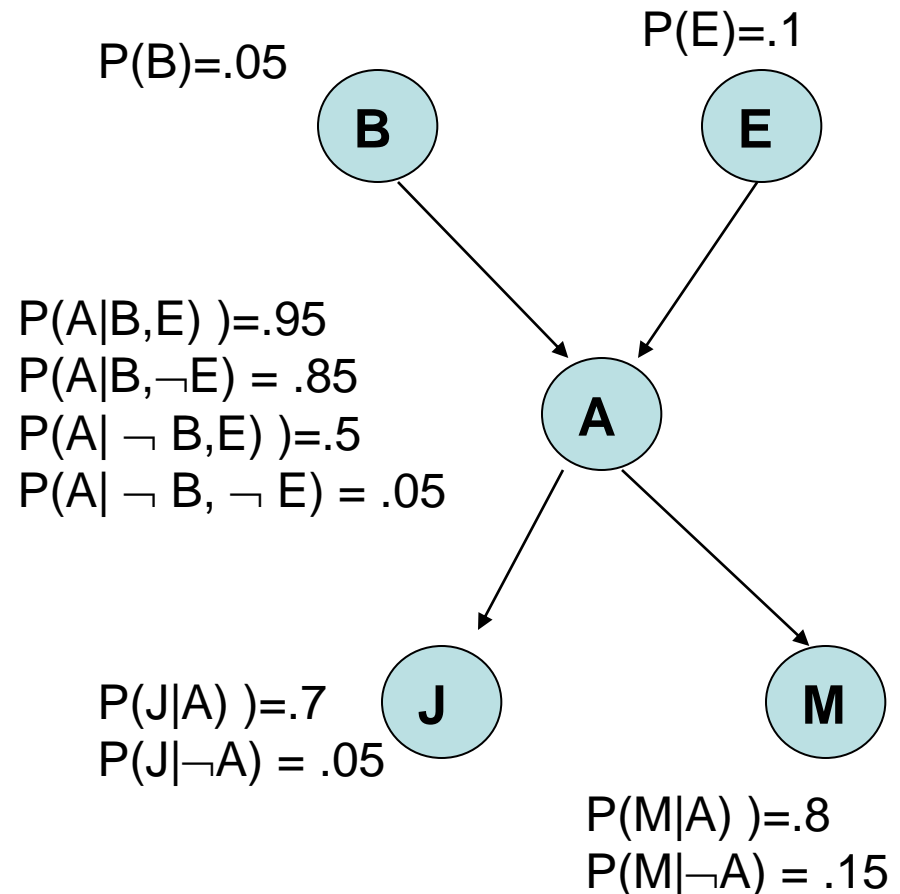 P(B)=.05
P(E)=.1
B
E
P(A|B,E) )=.95
P(A|B,¬E) = .85
P(A| ¬ B,E) )=.5
P(A| ¬ B, ¬ E) = .05
A
P(J|A) )=.7
P(J|¬A) = .05
J
M
P(M|A) )=.8
P(M|¬A) = .15